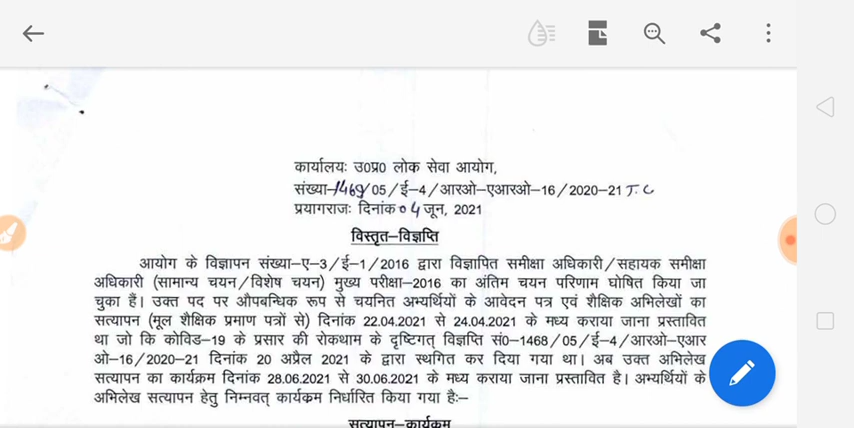 कार्यालयः उ0प्र0 लोक सेवा आयोग,
संख्या-1469/05/ई-4/आरओ-एआरओ-16/2020-21 T.C
प्रयागराजः दिनांक 04 जून, 2021
विस्तृत-विज्ञप्ति
आयोग के विज्ञापन संख्या-ए-3/ई-1/2016 द्वारा विज्ञापित समीक्षा अधिकारी/सहायक समीक्षा
अधिकारी (सामान्य चयन/विशेष चयन) मुख्य परीक्षा-2016 का अंतिम चयन परिणाम घोषित किया जा
चुका हैं। उक्त पद पर औपबन्धिक रूप से चयनित अभ्यर्थियों के आवेदन पत्र एवं शैक्षिक अभिलेखों का
सत्यापन (मूल शैक्षिक प्रमाण पत्रों से) दिनांक 22.04.2021 से 24.04.2021 के मध्य कराया जाना प्रस्तावित
था जो कि कोविड-19 के प्रसार की रोकथाम के दृष्टिगत् विज्ञप्ति सं0-1468/05/ई-4/आरओ-एआर
ओ-16/2020-21 दिनांक 20 अप्रैल 2021 के द्वारा स्थगित कर दिया गया था। अब उक्त अभिलेख
सत्यापन का कार्यक्रम दिनांक 28.06.2021 से 30.06.2021 के मध्य कराया जाना प्रस्तावित है। अभ्यर्थियों के
अभिलेख सत्यापन हेतु निम्नवत् कार्यक्रम निर्धारित किया गया हैः-
सत्यापन-कार्यक्रम